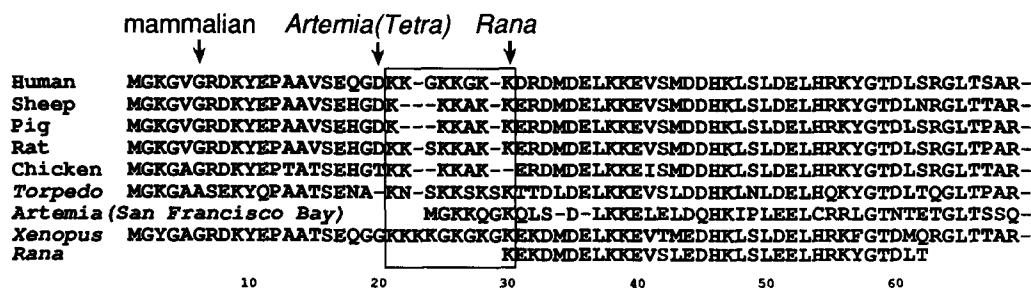 mammalian Artemia(Tetra) Rana
Human MGKGVGRDKYEPAAVSEQGDKK-GKKGK-KDRDMDELKKEVSMDDHKLSLDELHRKYGTDLSRGLTSAR-
Sheep MGKGVGRDKYEPAAVSEHGDK---KKAK-KERDMDELKKEVSMDDHKLSLDELHRKYGTDLNRGLTTAR-
Pig MGKGVGRDKYEPAAVSEHGDK---KKAK-KERDMDELKKEVSMDDHKLSLDELHRKYGTDLSRGLTPAR-
Rat MGKGVGRDKYEPAAVSEHGDKK-SKKAK-KERDMDELKKEVSMDDHKLSLDELHRKYGTDLSRGLTPAR-
Chicken MGKGAGRDKYEPTATSEHGTKK-KKAK- ERDMDELKKEISMDDHKLSLDELHRKYGTDLSRGLTTAR-
Torpedo MGKGAASEKYQPAATSENA-KN-SKKSKSKTTDLDELKKEVSLDDHKLNLDELHQKYGTDLTQGLTPAR-
Artemia (San Francisco Bay) MGKKQGKQLS-D-LKKELELDQHKIPLEELCRRLGTNTETGLTSSQ-
Xenopus MGYGAGRDKYEPAATSEQGGKKKKGKGKGKEKDMDELKKEVTMEDHKLSLDELHRKFGTDMQRGLTTAR-
Rana KEKDMDELKKEVSLEDHKLSLEELHRKYGTDLT
10 20 30 40 50 60